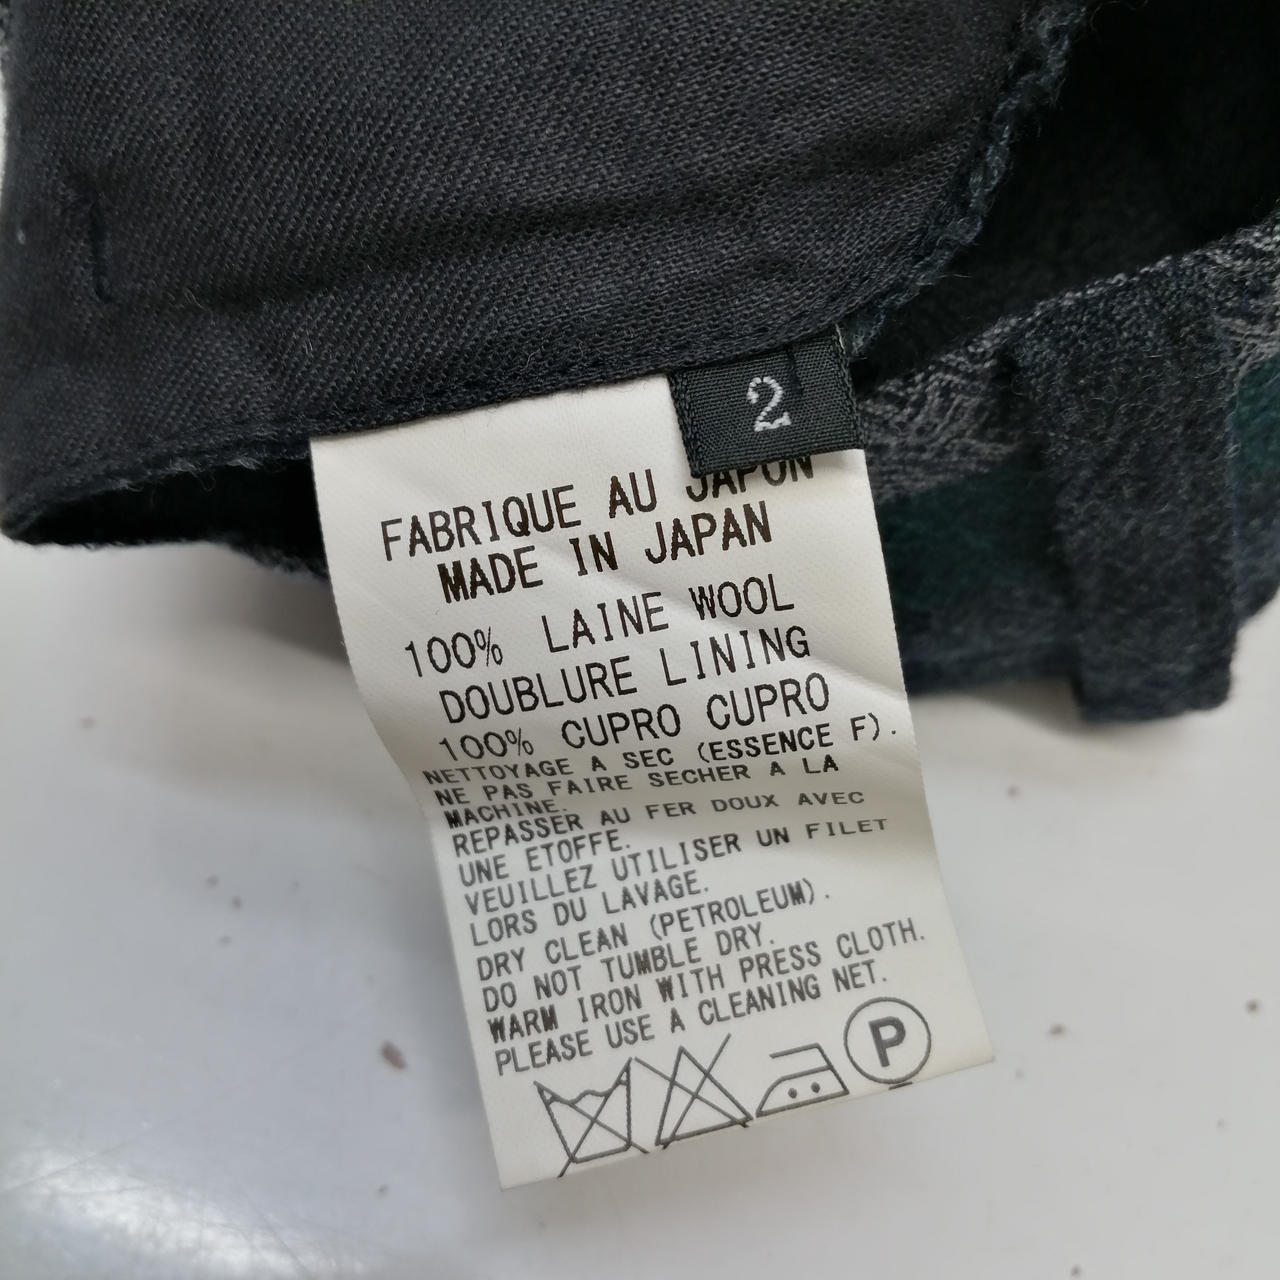 2
FABRIQUE AU JAPON
MADE IN JAPAN
100% LAINE WOOL
DOUBLURE LINING
100% CUPRO CUPRO
NETTOYAGE A SEC (ESSENCE F).
NE PAS FAIRE SECHER A LA
MACHINE.
REPASSER AU FER DOUX AVEC
UNE ETOFFE.
VEUILLEZ UTILISER UN FILET
LORS DU LAVAGE.
DRY CLEAN (PETROLEUM).
DO NOT TUMBLE DRY.
WARM IRON WITH PRESS CLOTH.
PLEASE USE A CLEANING NET.
P